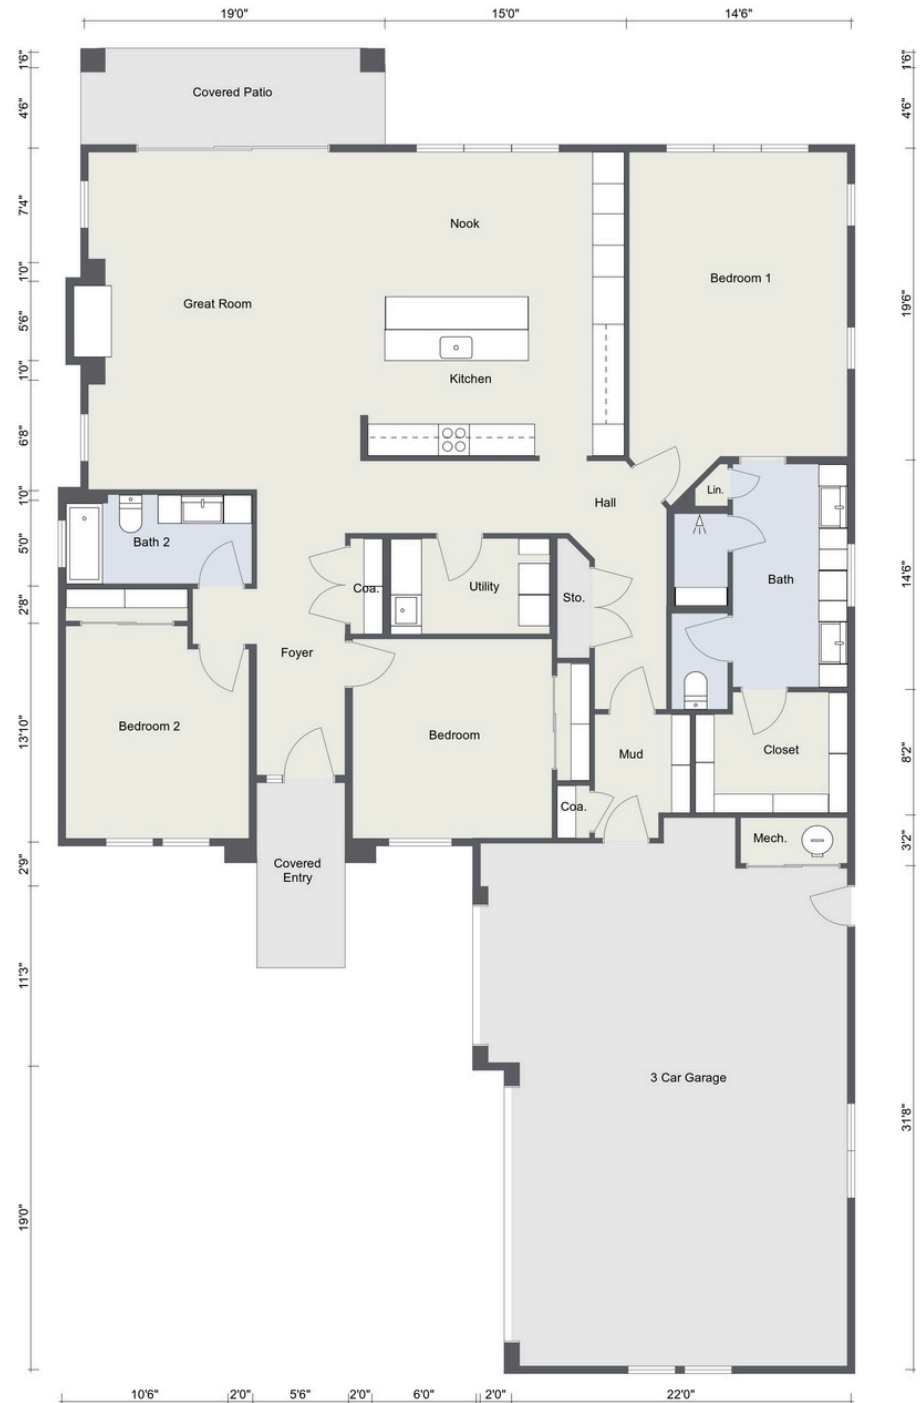 19'0"
15'0"
14'6"
1'6"
1'6"
4'6"
4'6"
Covered Patio
7'4"
Nook
Bedroom 1
1'0"
Great Room
19'6"
5'6"
1'0"
Kitchen
6'8"
1'0"
Hall
Lin.
5'0"
Bath 2
14'6"
Bath
Utility
Coa.
Sto.
2'8"
Foyer
13'10"
Bedroom 2
Bedroom
Mud
Closet
8'2"
Coa.
Mech.
3'2"
2'9"
Covered
Entry
11'3"
3 Car Garage
31'8"
19'0"
10'6"
2'0"
5'6"
2'0"
6'0"
2'0"
22'0"